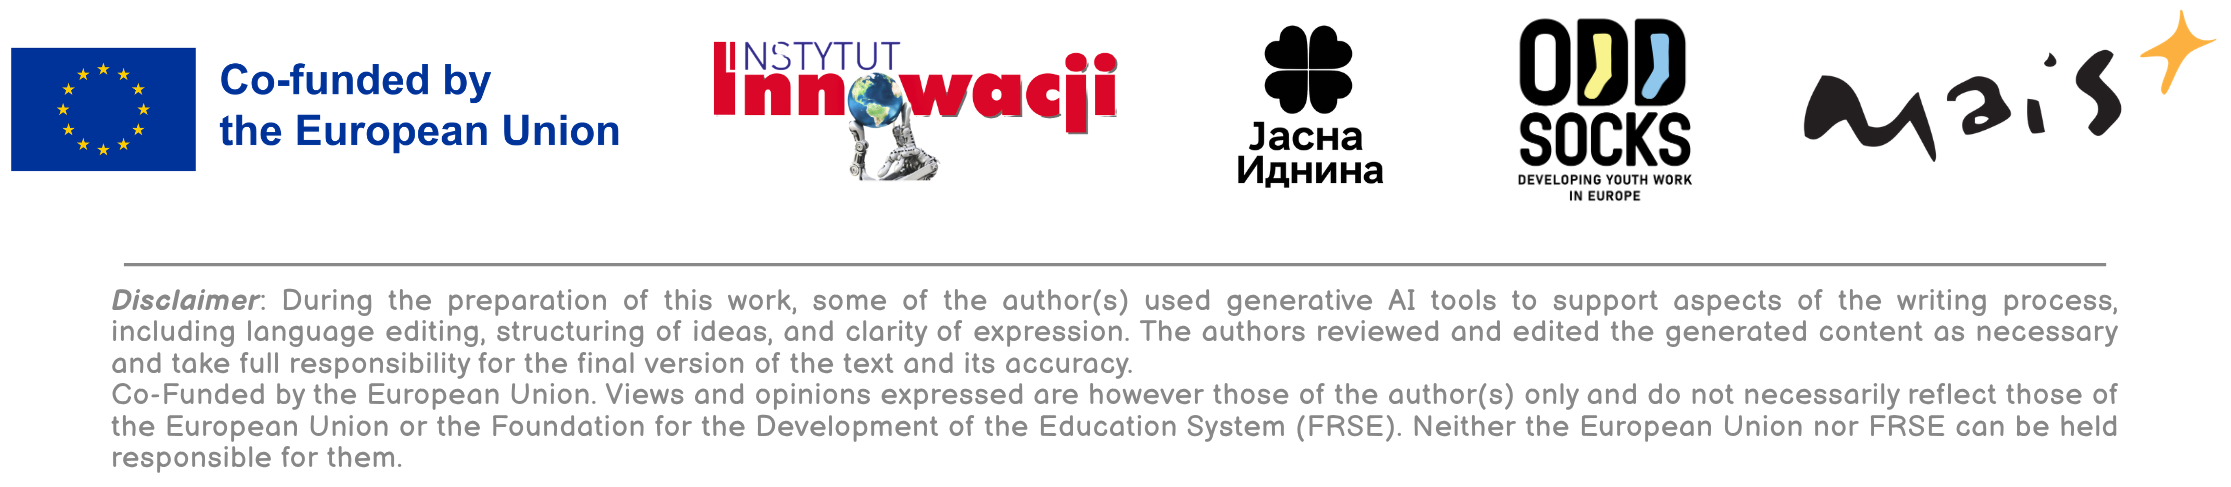 Co-funded by
the European Union
INSTYTUT
Innowacji
Јасна
Иднина
ODD
SOCKS
DEVELOPING YOUTH WORK
IN EUROPE
mais
Disclaimer: During the preparation of this work, some of the author(s) used generative AI tools to support aspects of the writing process,
including language editing, structuring of ideas, and clarity of expression. The authors reviewed and edited the generated content as necessary
and take full responsibility for the final version of the text and its accuracy.
Co-Funded by the European Union. Views and opinions expressed are however those of the author(s) only and do not necessarily reflect those of
the European Union or the Foundation for the Development of the Education System (FRSE). Neither the European Union nor FRSE can be held
responsible for them.